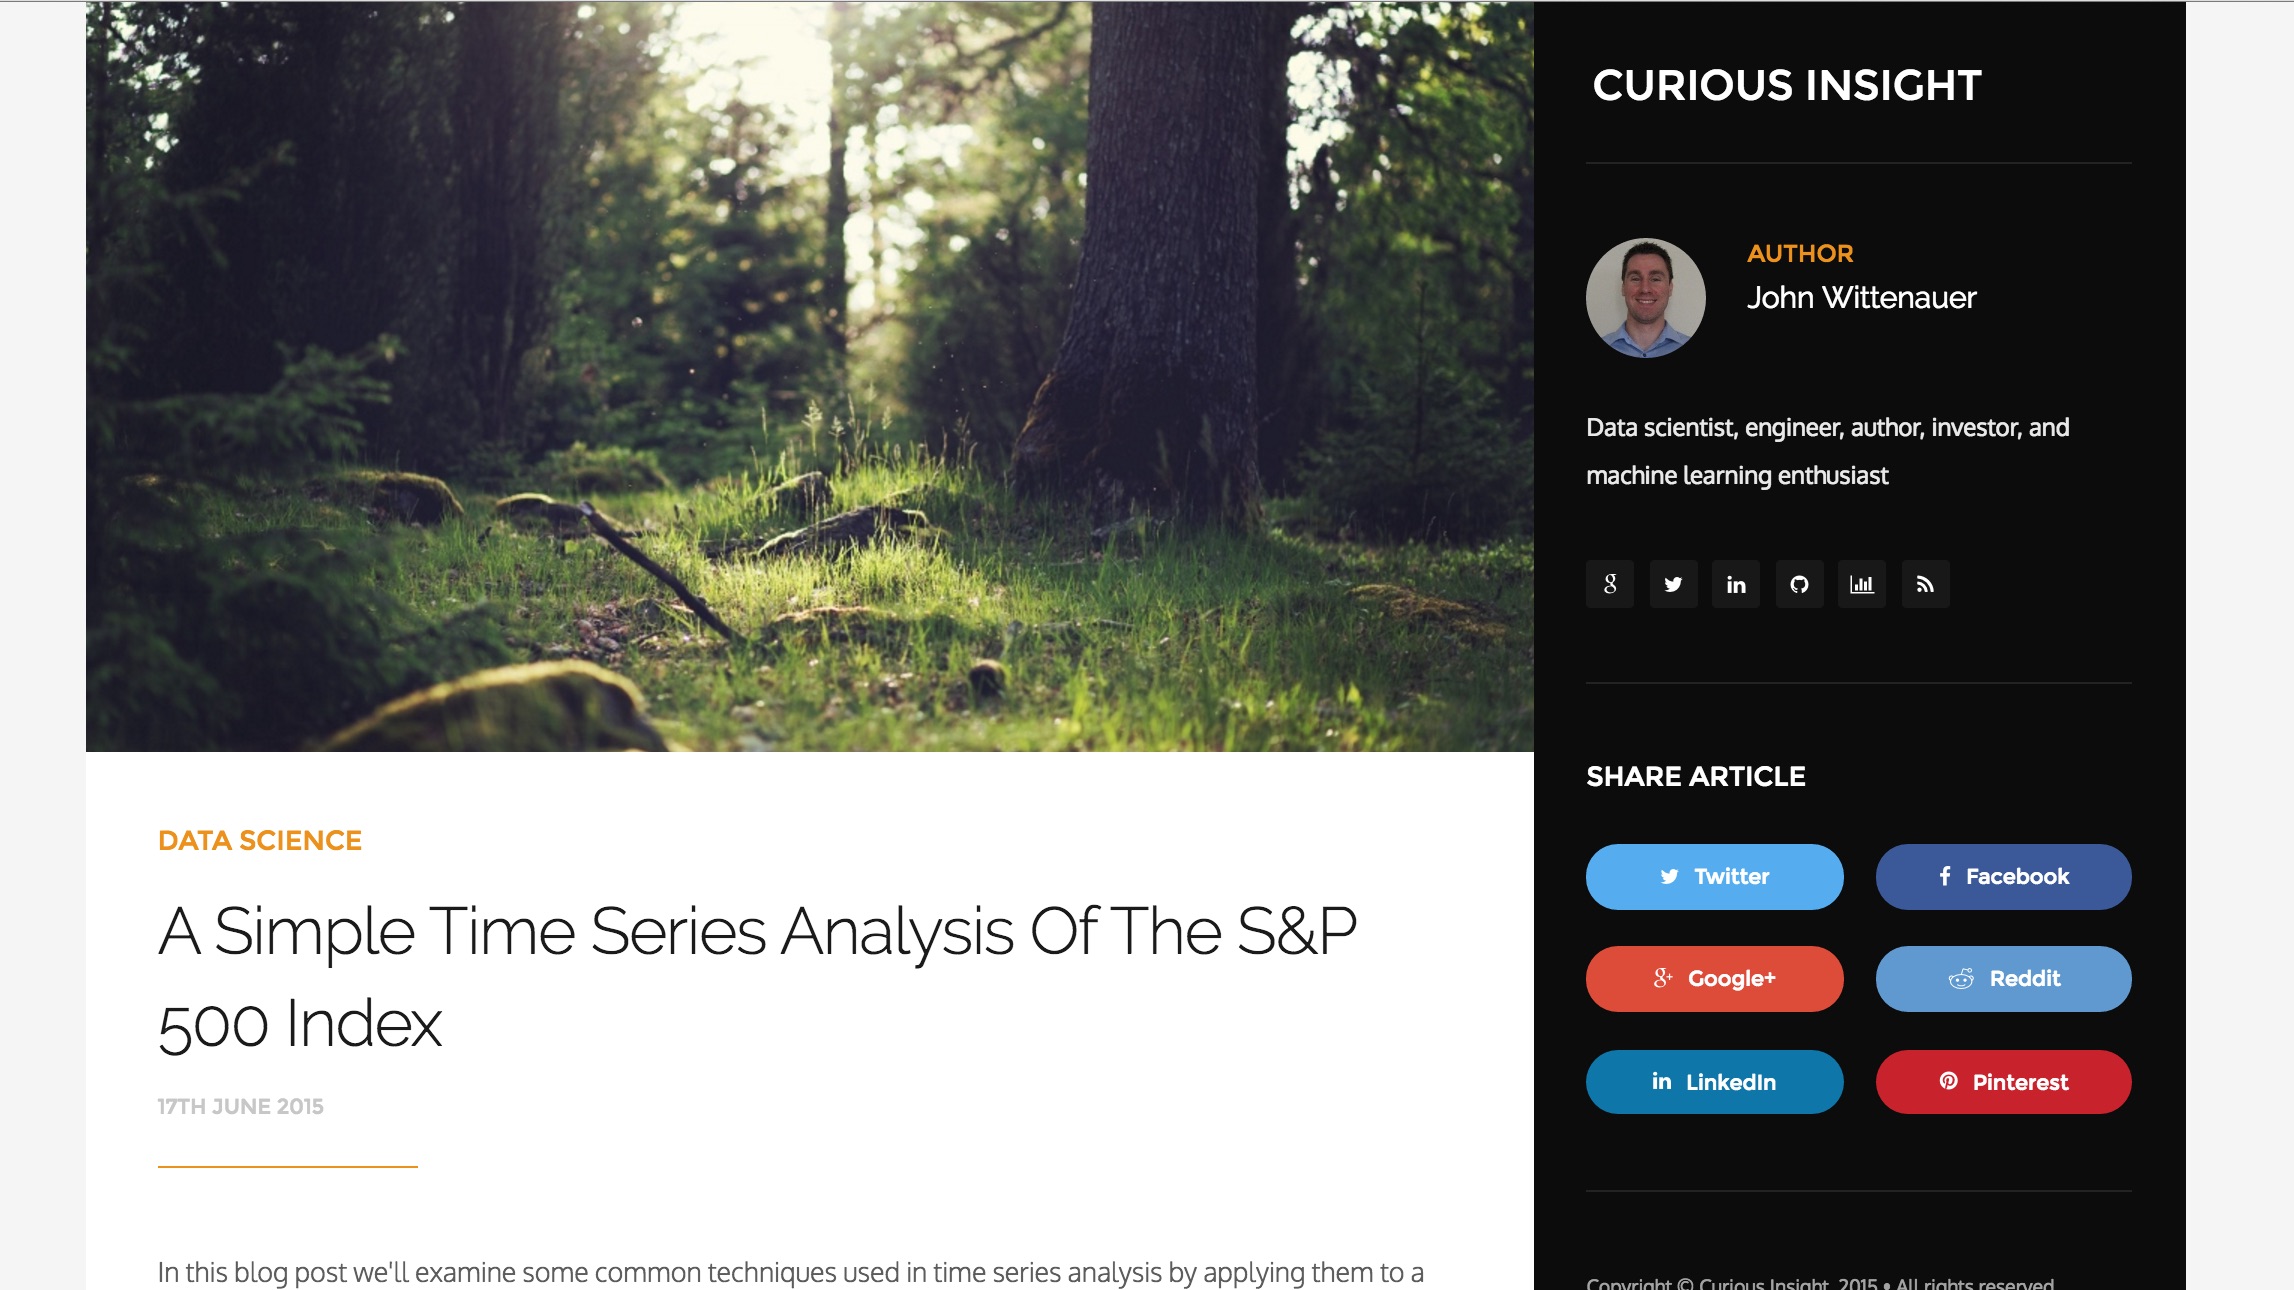 CURIOUS INSIGHT
AUTHOR
John Wittenauer
Data scientist, engineer, author, investor, and
machine learning enthusiast
SHARE ARTICLE
Twitter
Facebook
Google+
Reddit
LinkedIn
Pinterest
Copyright © Curious Insight 2015 • All rights reserved
DATA SCIENCE
A Simple Time Series Analysis Of The S&P
500 Index
17TH JUNE 2015
In this blog post we'll examine some common techniques used in time series analysis by applying them to a